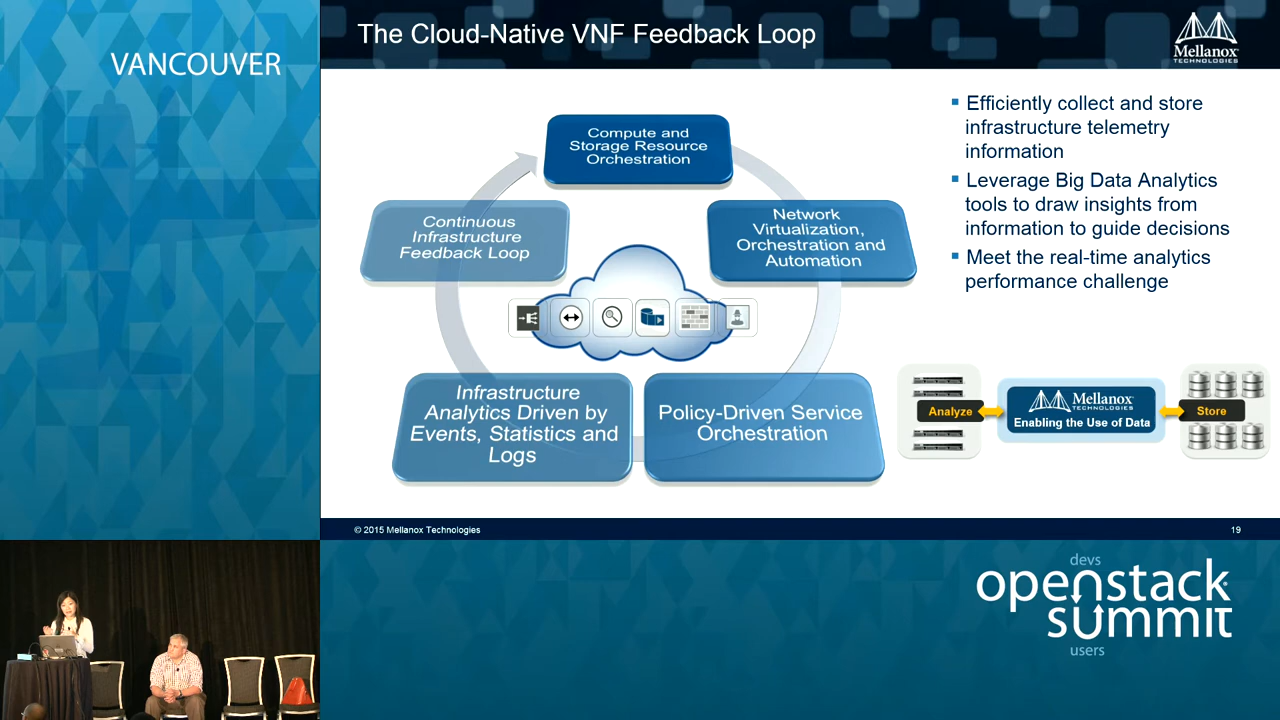 VANCOUVER
The Cloud-Native VNF Feedback Loop
Mellanox
TECHNOLOGIES
Compute and
Storage Resource
Orchestration
Network
Virtualization,
Orchestration and
Automation
Policy-Driven Service
Orchestration
Infrastructure
Analytics Driven by
Events, Statistics and
Logs
Continuous
Infrastructure
Feedback Loop
Efficiently collect and store
infrastructure telemetry
information
Leverage Big Data Analytics
tools to draw insights from
information to guide decisions
Meet the real-time analytics
performance challenge
Analyze
Mellanox
TECHNOLOGIES
Enabling the Use of Data
Store
© 2015 Mellanox Technologies
19
devs
openstack
summit
users